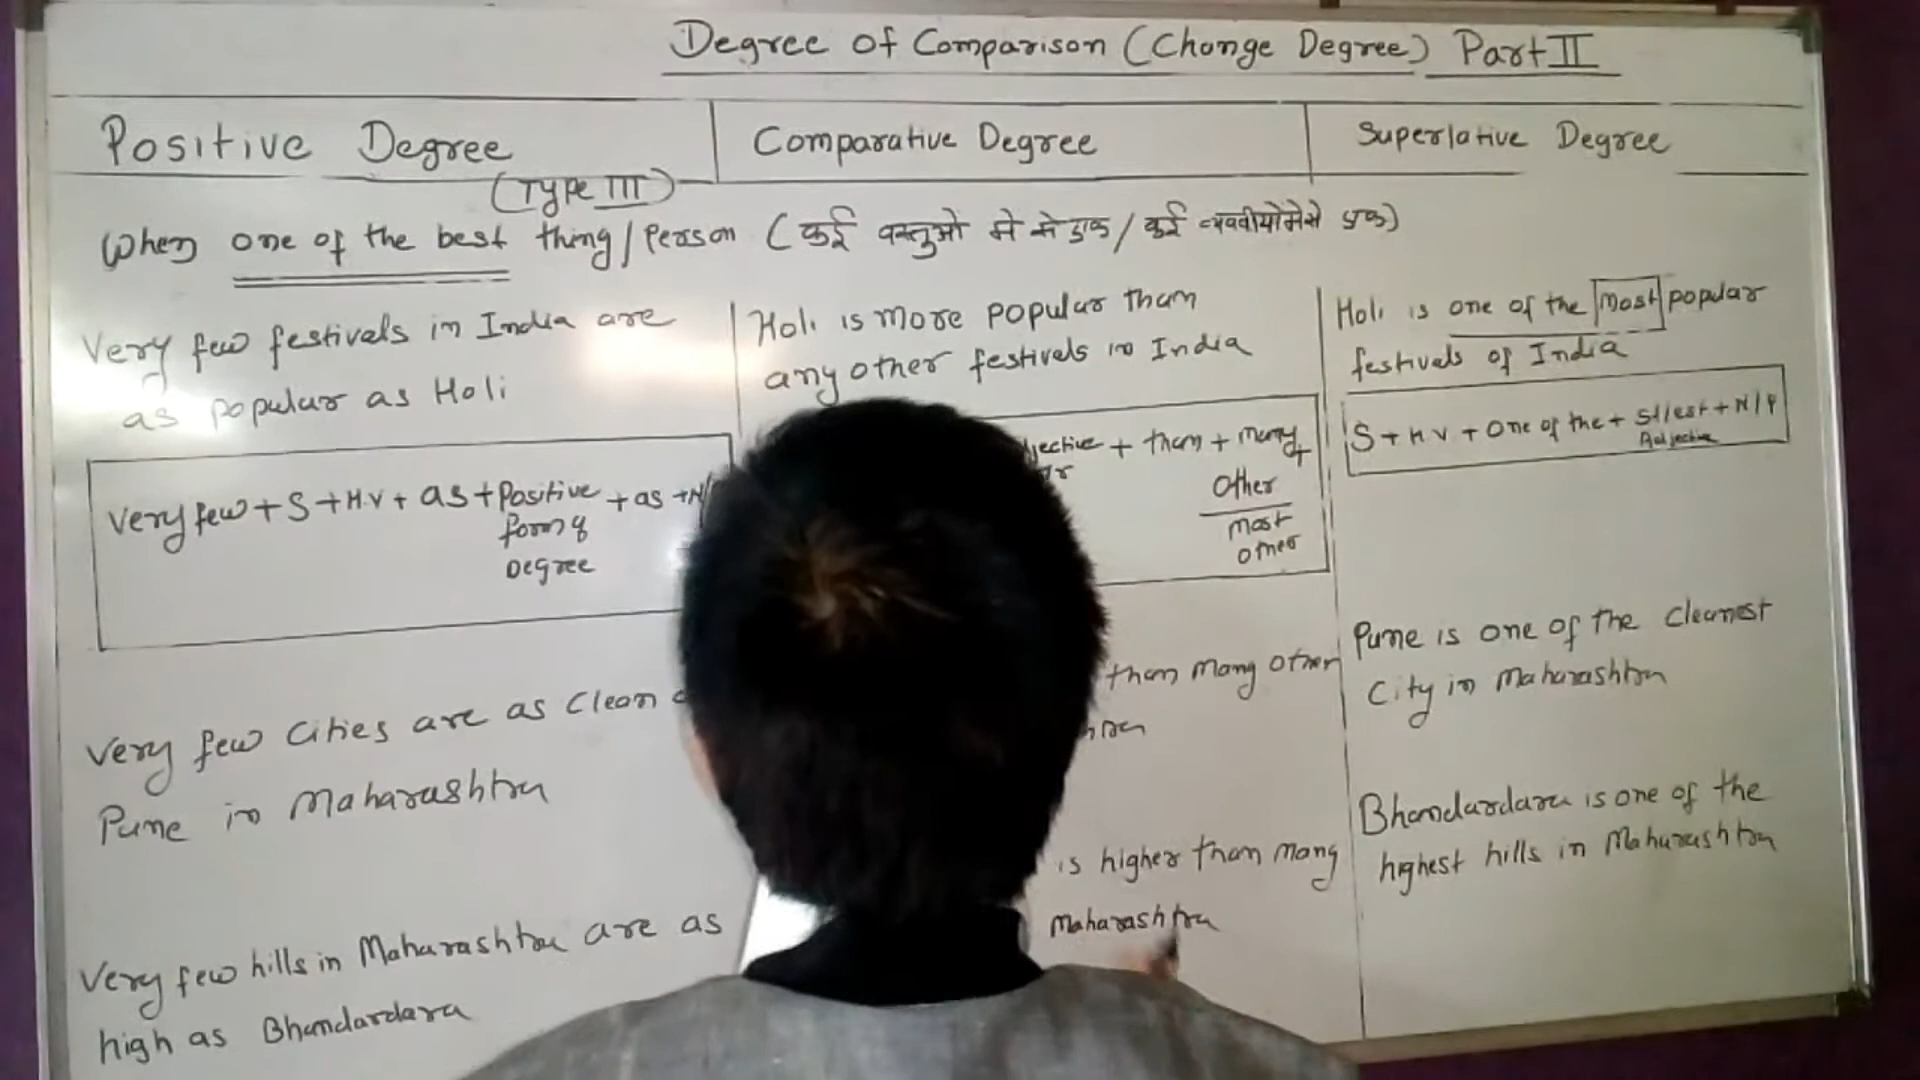 Degree of Comparison (Change Degree) Part II
Positive Degree
Comparative Degree
Superlative Degree
(Type III)
When one of the best thing/Person (कई वस्तुओ मे से एक/ कई
Very few festivals in India are
as popular as Holi
Holi is more popular than
any other festivals in India
Holi is one of the most popular
festivals of India
Very few + S + H.V + as + Positive + as + N/
form of
Degree
jective + than + many +
Other
most
other
S + H V + One of the + st/est + N/P
Adjective
Very few Cities are as Clean
Pune in Maharashtra
than many other
Pune is one of the cleanest
City in Maharashtra
Very few hills in Maharashtra are as
high as Bhandardara
is higher than many
Maharashtra
Bhandardara is one of the
highest hills in Maharashtra